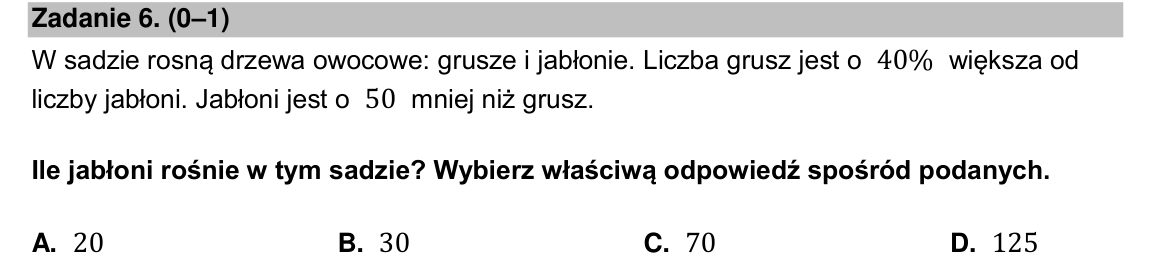 Zadanie 6. (0–1)
W sadzie rosną drzewa owocowe: grusze i jabłonie. Liczba grusz jest o 40% większa od
liczby jabłoni. Jabłoni jest o 50 mniej niż grusz.
Ile jabłoni rośnie w tym sadzie? Wybierz właściwą odpowiedź spośród podanych.
A. 20 B. 30 C. 70 D. 125